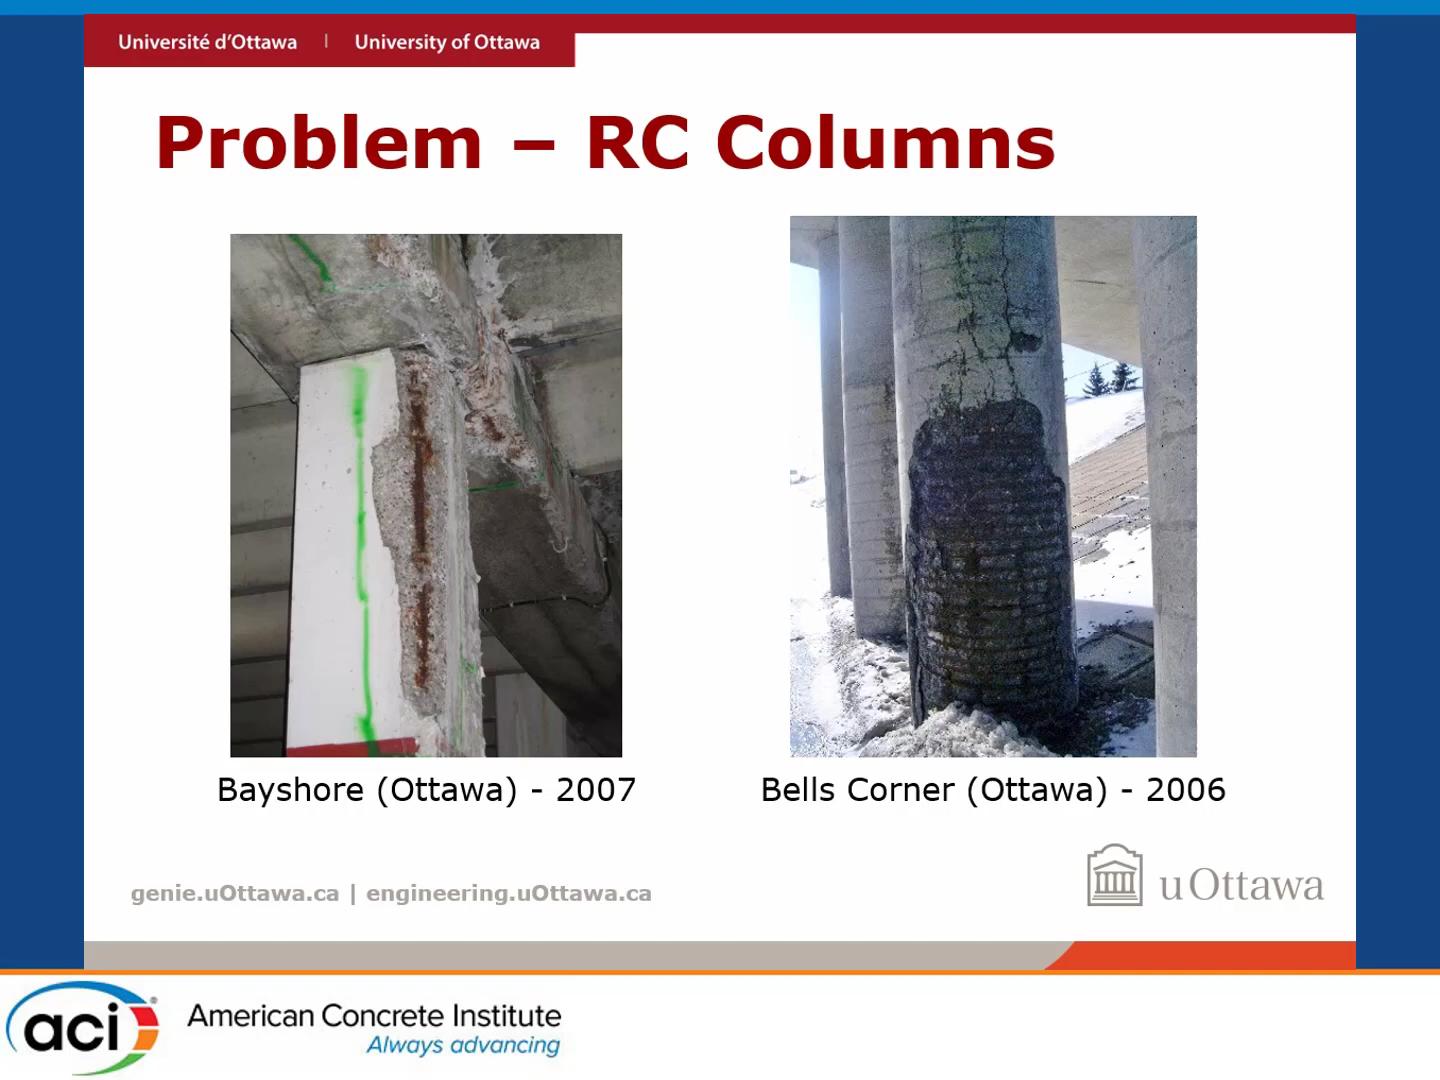 Université d'Ottawa | University of Ottawa
Problem – RC Columns
Bayshore (Ottawa) - 2007
Bells Corner (Ottawa) - 2006
genie.uOttawa.ca | engineering.uOttawa.ca
uOttawa
aci®
American Concrete Institute
Always advancing